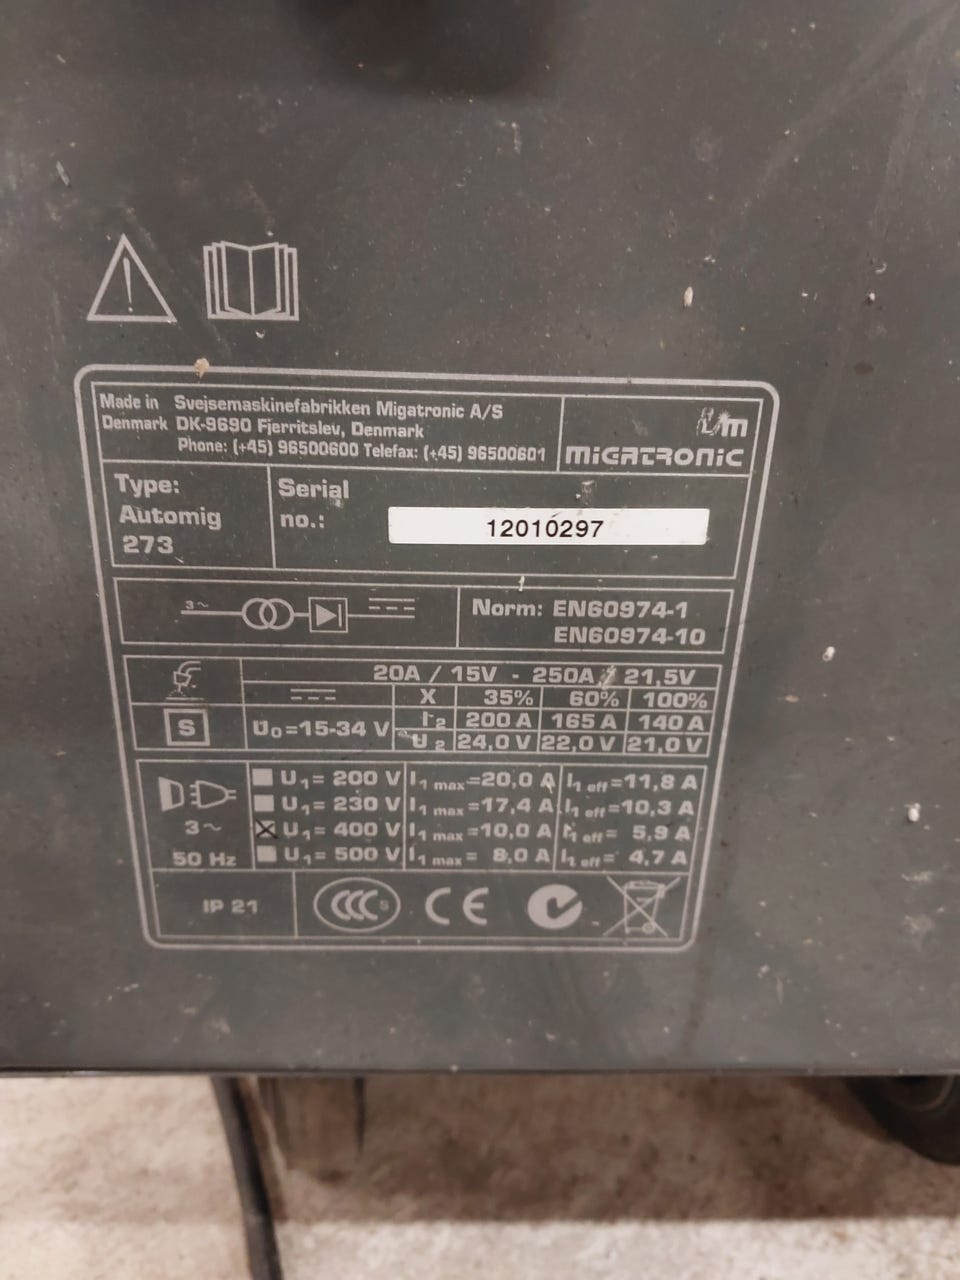 Made in Svejsemaskinefabrikken Migatronic A/S
Denmark DK-9690 Fjerritslev, Denmark
Phone: (+45) 96500600 Telefax: (+45) 96500601
MIGATRONIC
Type:
Automig
273
Serial
no.:
12010297
3~
Norm: EN60974-1
EN60974-10
20A / 15V - 250A / 21,5V
X 35% 60% 100%
S
U0=15-34 V
I2 200 A 165 A 140 A
U2 24,0 V 22,0 V 21,0 V
U1= 200 V I1 max=20,0 A I1 eff=11,8 A
U1= 230 V I1 max=17,4 A I1 eff=10,3 A
3~
U1= 400 V I1 max=10,0 A I1 eff= 5,9 A
50 Hz
U1= 500 V I1 max= 8,0 A I1 eff= 4,7 A
IP 21
CCC S
CE